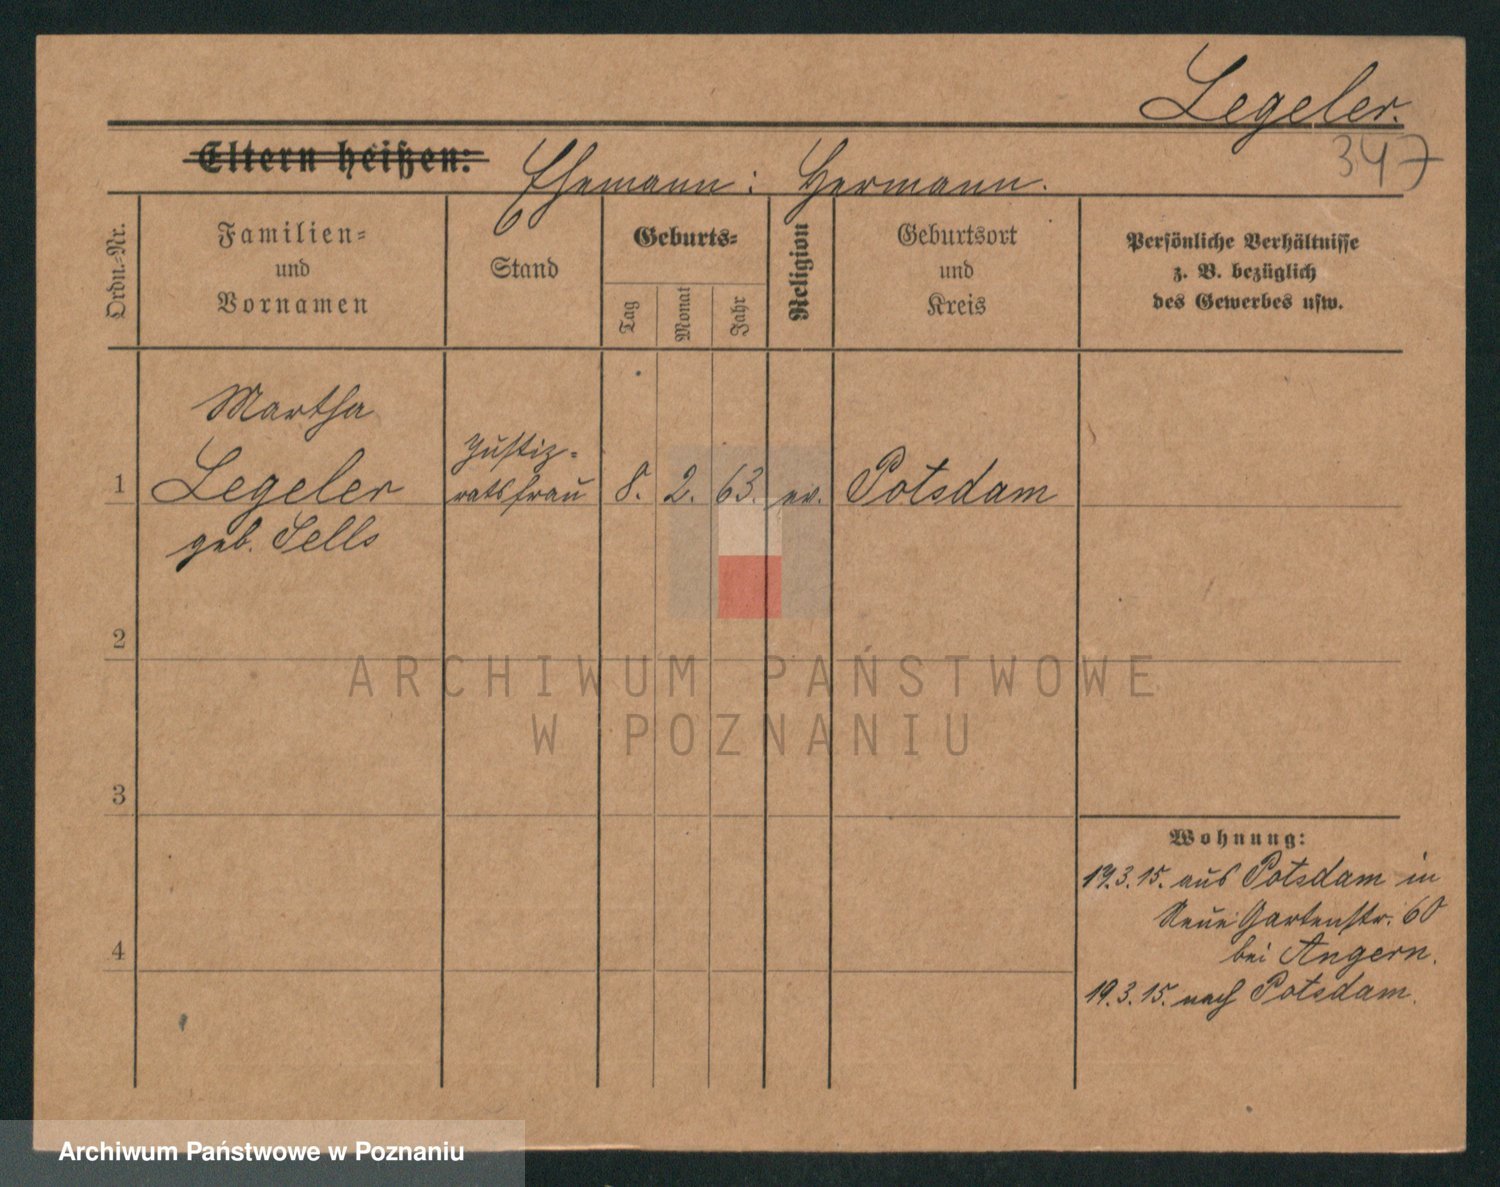 Legeler.
347
Eltern heißen: Ehemann: Hermann.
Ordn.-Nr.
Familien-
und
Vornamen
Stand
Geburts-
Tag
Monat
Jahr
Religion
Geburtsort
und
Kreis
Persönliche Verhältnisse
z. B. bezüglich
des Gewerbes usw.
Martha
1 Legeler Justiz-
ratsfrau 8. 2. 63. ev. Potsdam
geb. Sells
2
3
4
Wohnung:
19.3.15. aus Potsdam in
Neue Gartenstr. 60
bei Angern.
19.3.15. nach Potsdam.
ARCHIWUM PAŃSTWOWE
W POZNANIU
Archiwum Państwowe w Poznaniu